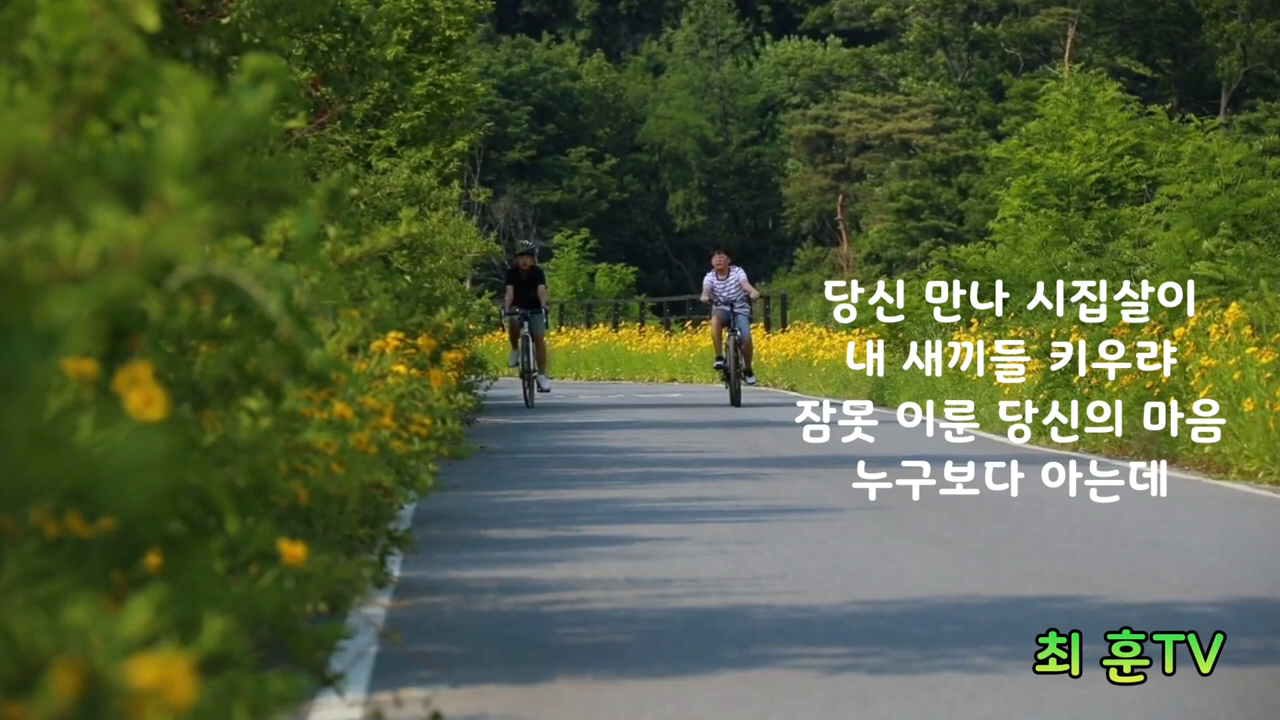 당신 만나 시집살이
내 새끼들 키우랴
잠못 이룬 당신의 마음
누구보다 아는데
최 훈TV